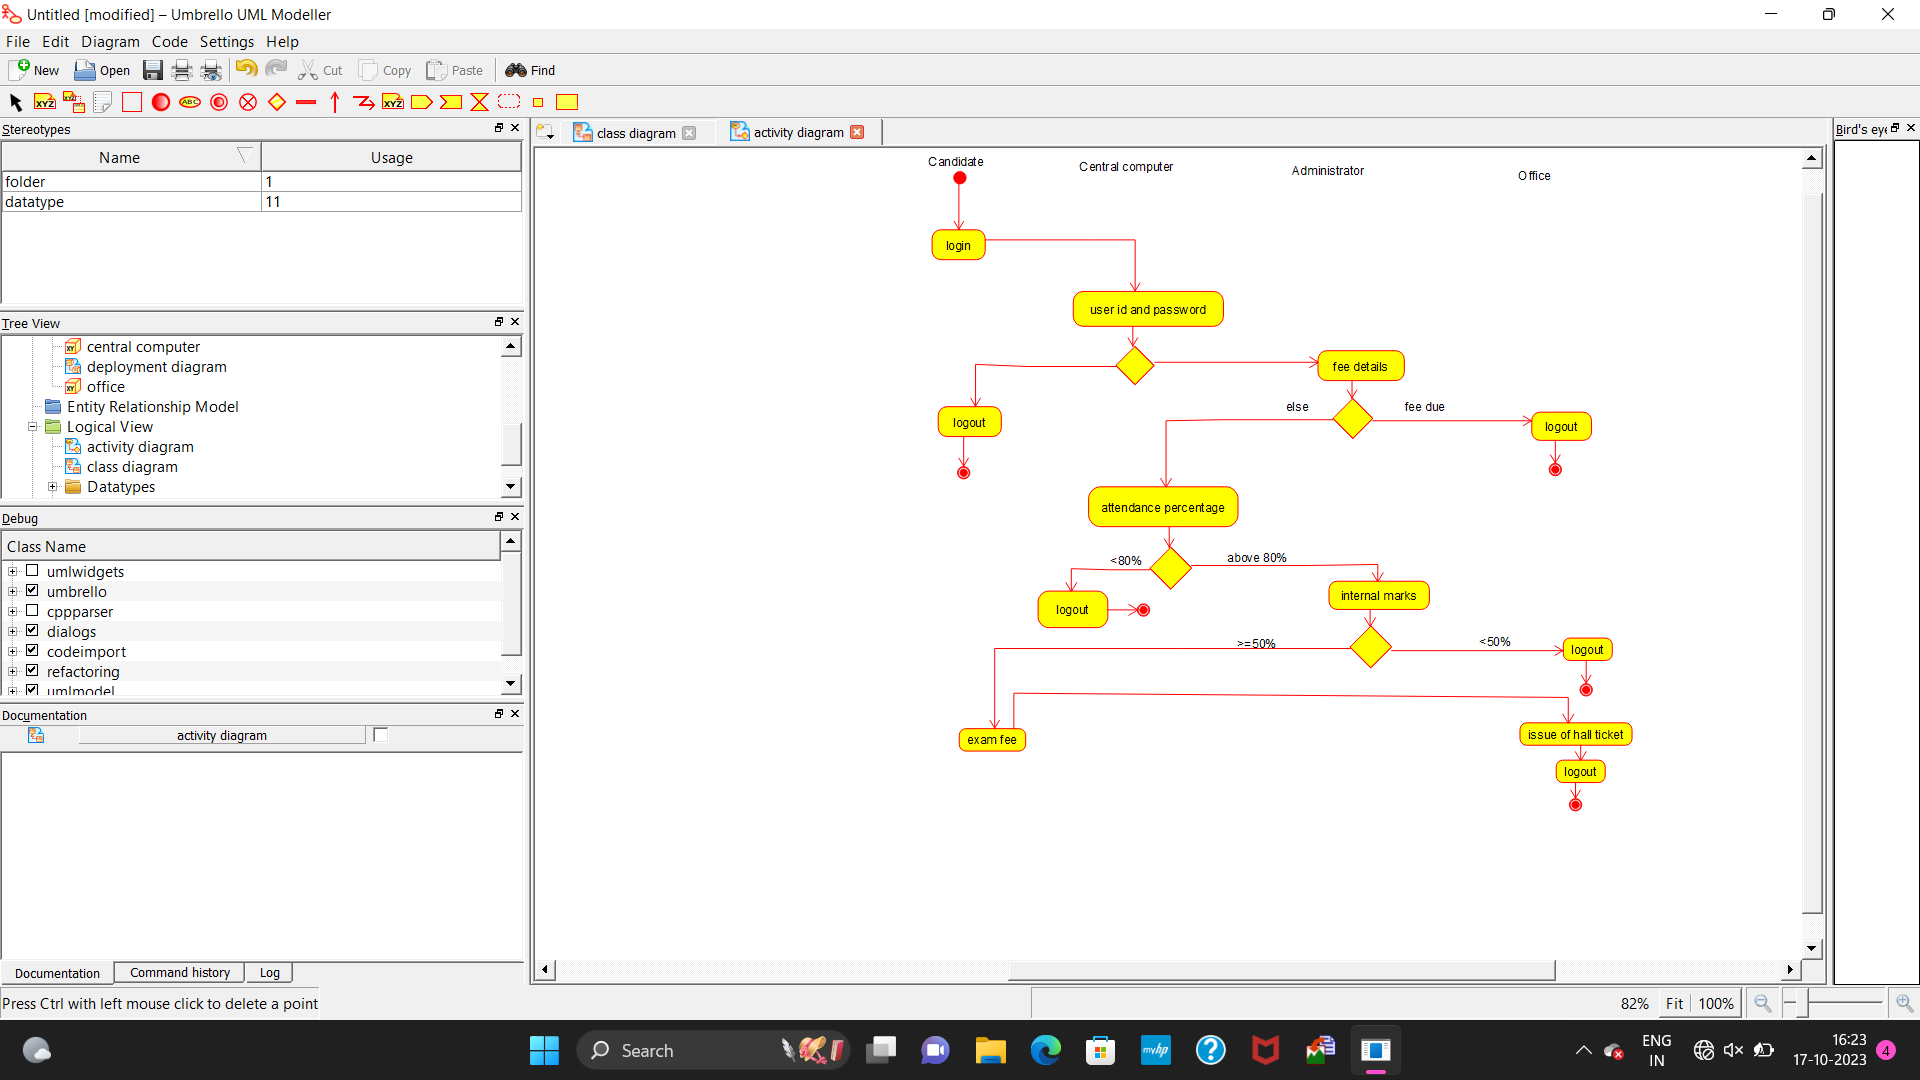 Untitled [modified] – Umbrello UML Modeller
File Edit Diagram Code Settings Help
New Open Cut Copy Paste Find
Stereotypes
Name Usage
folder 1
datatype 11
Tree View
central computer
deployment diagram
office
Entity Relationship Model
Logical View
activity diagram
class diagram
Datatypes
Debug
Class Name
umlwidgets
umbrello
cppparser
dialogs
codeimport
refactoring
umlmodel
Documentation
activity diagram
Documentation Command history Log
Press Ctrl with left mouse click to delete a point
class diagram activity diagram
Bird's eye
Candidate
Central computer
Administrator
Office
login
user id and password
fee details
else fee due
logout
logout
attendance percentage
<80% above 80%
internal marks
logout
>=50% <50%
logout
exam fee
issue of hall ticket
logout
82% Fit 100%
Search
myhp
ENG
IN
16:23
17-10-2023
4